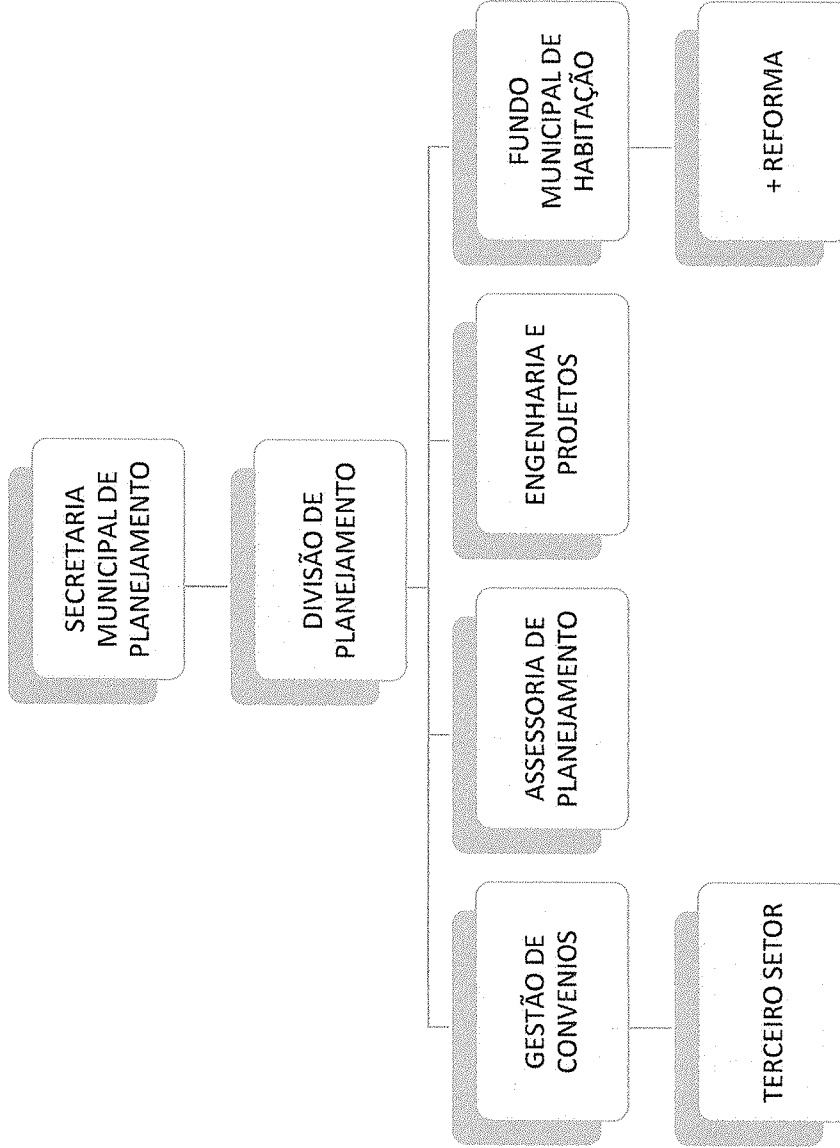 SECRETARIA
MUNICIPAL DE
PLANEJAMENTO
DIVISÃO DE
PLANEJAMENTO
GESTÃO DE
CONVENIOS
ASSESSORIA DE
PLANEJAMENTO
ENGENHARIA E
PROJETOS
FUNDO
MUNICIPAL DE
HABITAÇÃO
TERCEIRO SETOR
+ REFORMA